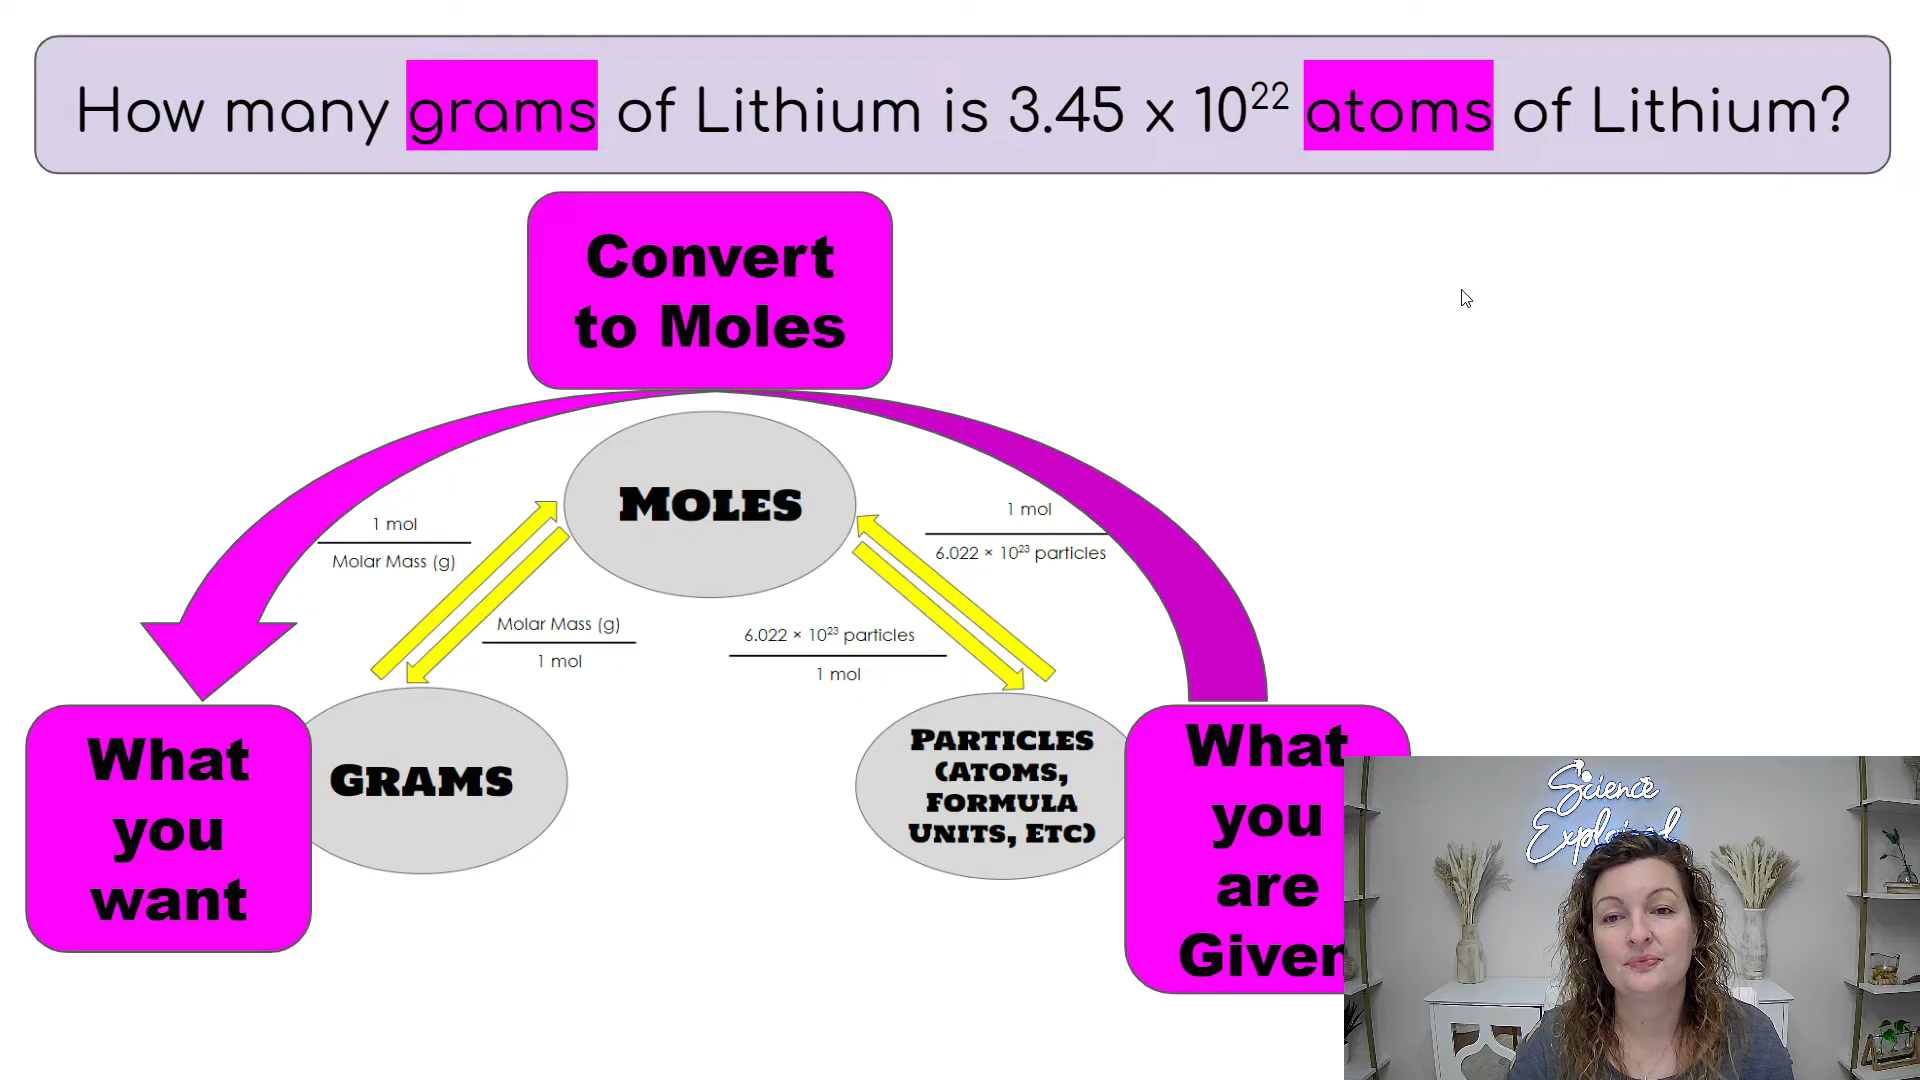 How many grams of Lithium is 3.45 x 10²² atoms of Lithium?
Convert
to Moles
MOLES
1 mol
Molar Mass (g)
1 mol
6.022 × 10²³ particles
Molar Mass (g)
1 mol
6.022 × 10²³ particles
1 mol
What
you
want
GRAMS
PARTICLES
(ATOMS,
FORMULA
UNITS, ETC)
What
you
are
Given
Science
Explained